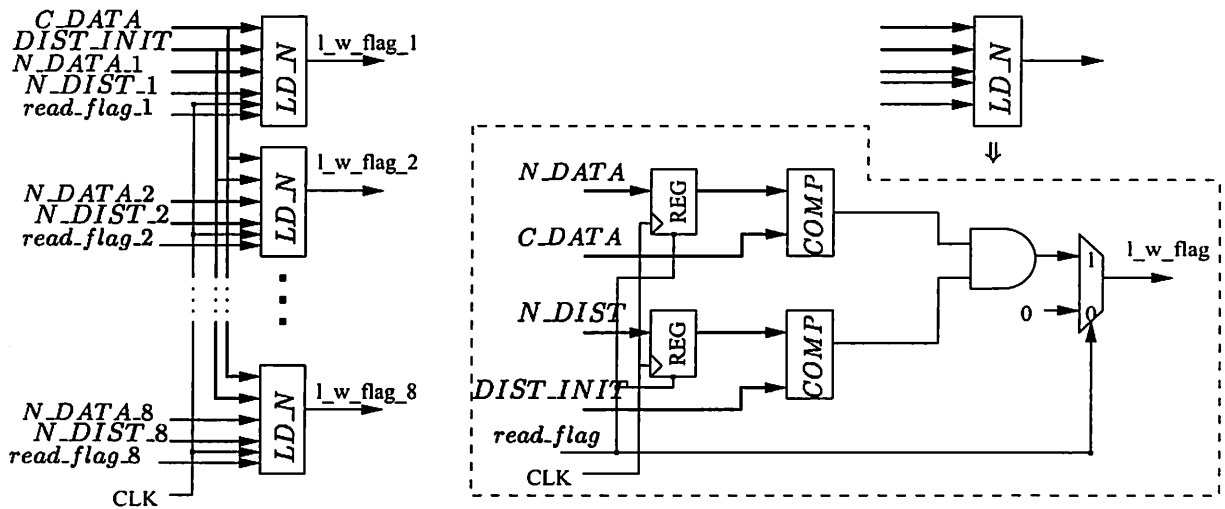 C_DATA
DIST_INIT
N_DATA_1
N_DIST_1
read_flag_1
LD_N
l_w_flag_1
N_DATA_2
N_DIST_2
read_flag_2
LD_N
l_w_flag_2
N_DATA_8
N_DIST_8
read_flag_8
CLK
LD_N
l_w_flag_8
LD_N
⇓
N_DATA
REG
COMP
C_DATA
N_DIST
REG
COMP
DIST_INIT
read_flag
CLK
1
0
0
l_w_flag